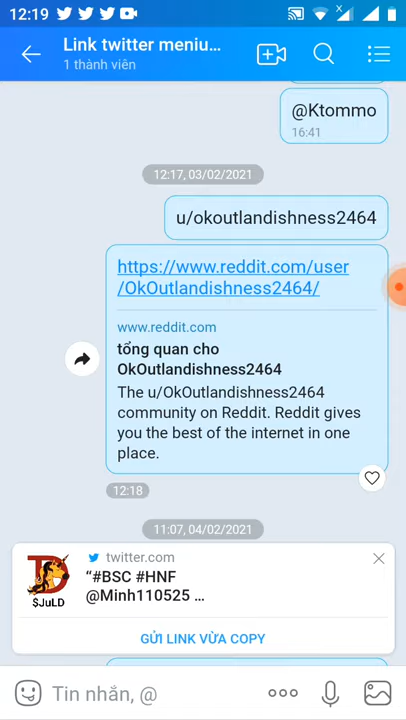 12:19
Link twitter meniu...
1 thành viên
@Ktommo
16:41
12:17, 03/02/2021
u/okoutlandishness2464
https://www.reddit.com/user
/OkOutlandishness2464/
www.reddit.com
tổng quan cho
OkOutlandishness2464
The u/OkOutlandishness2464
community on Reddit. Reddit gives
you the best of the internet in one
place.
12:18
11:07, 04/02/2021
twitter.com
“#BSC #HNF
@Minh110525 ...
$JuLD
GỬI LINK VỪA COPY
Tin nhắn, @